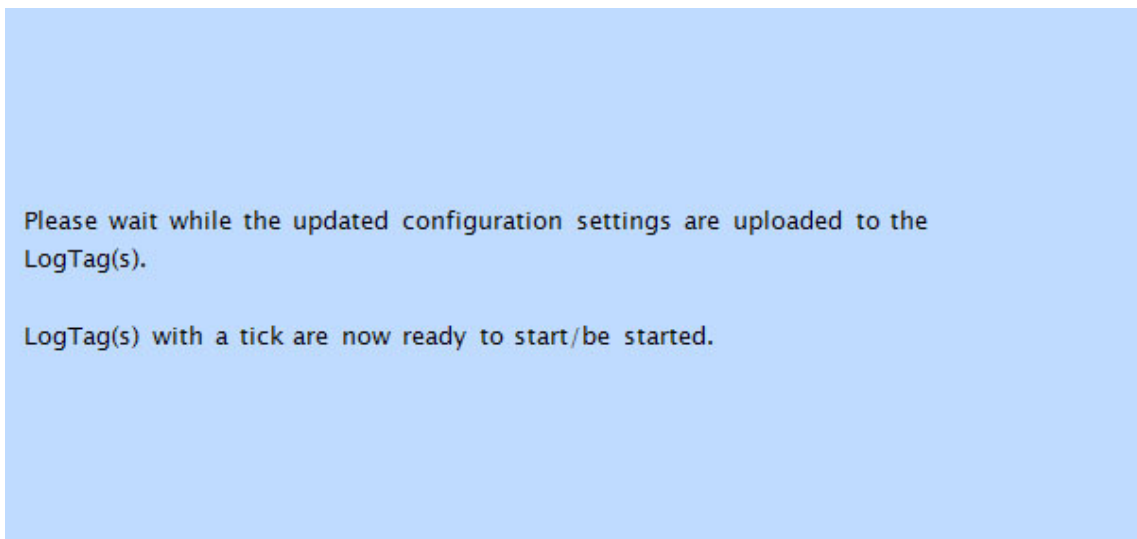 Please wait while the updated configuration settings are uploaded to the
LogTag(s).
LogTag(s) with a tick are now ready to start/be started.